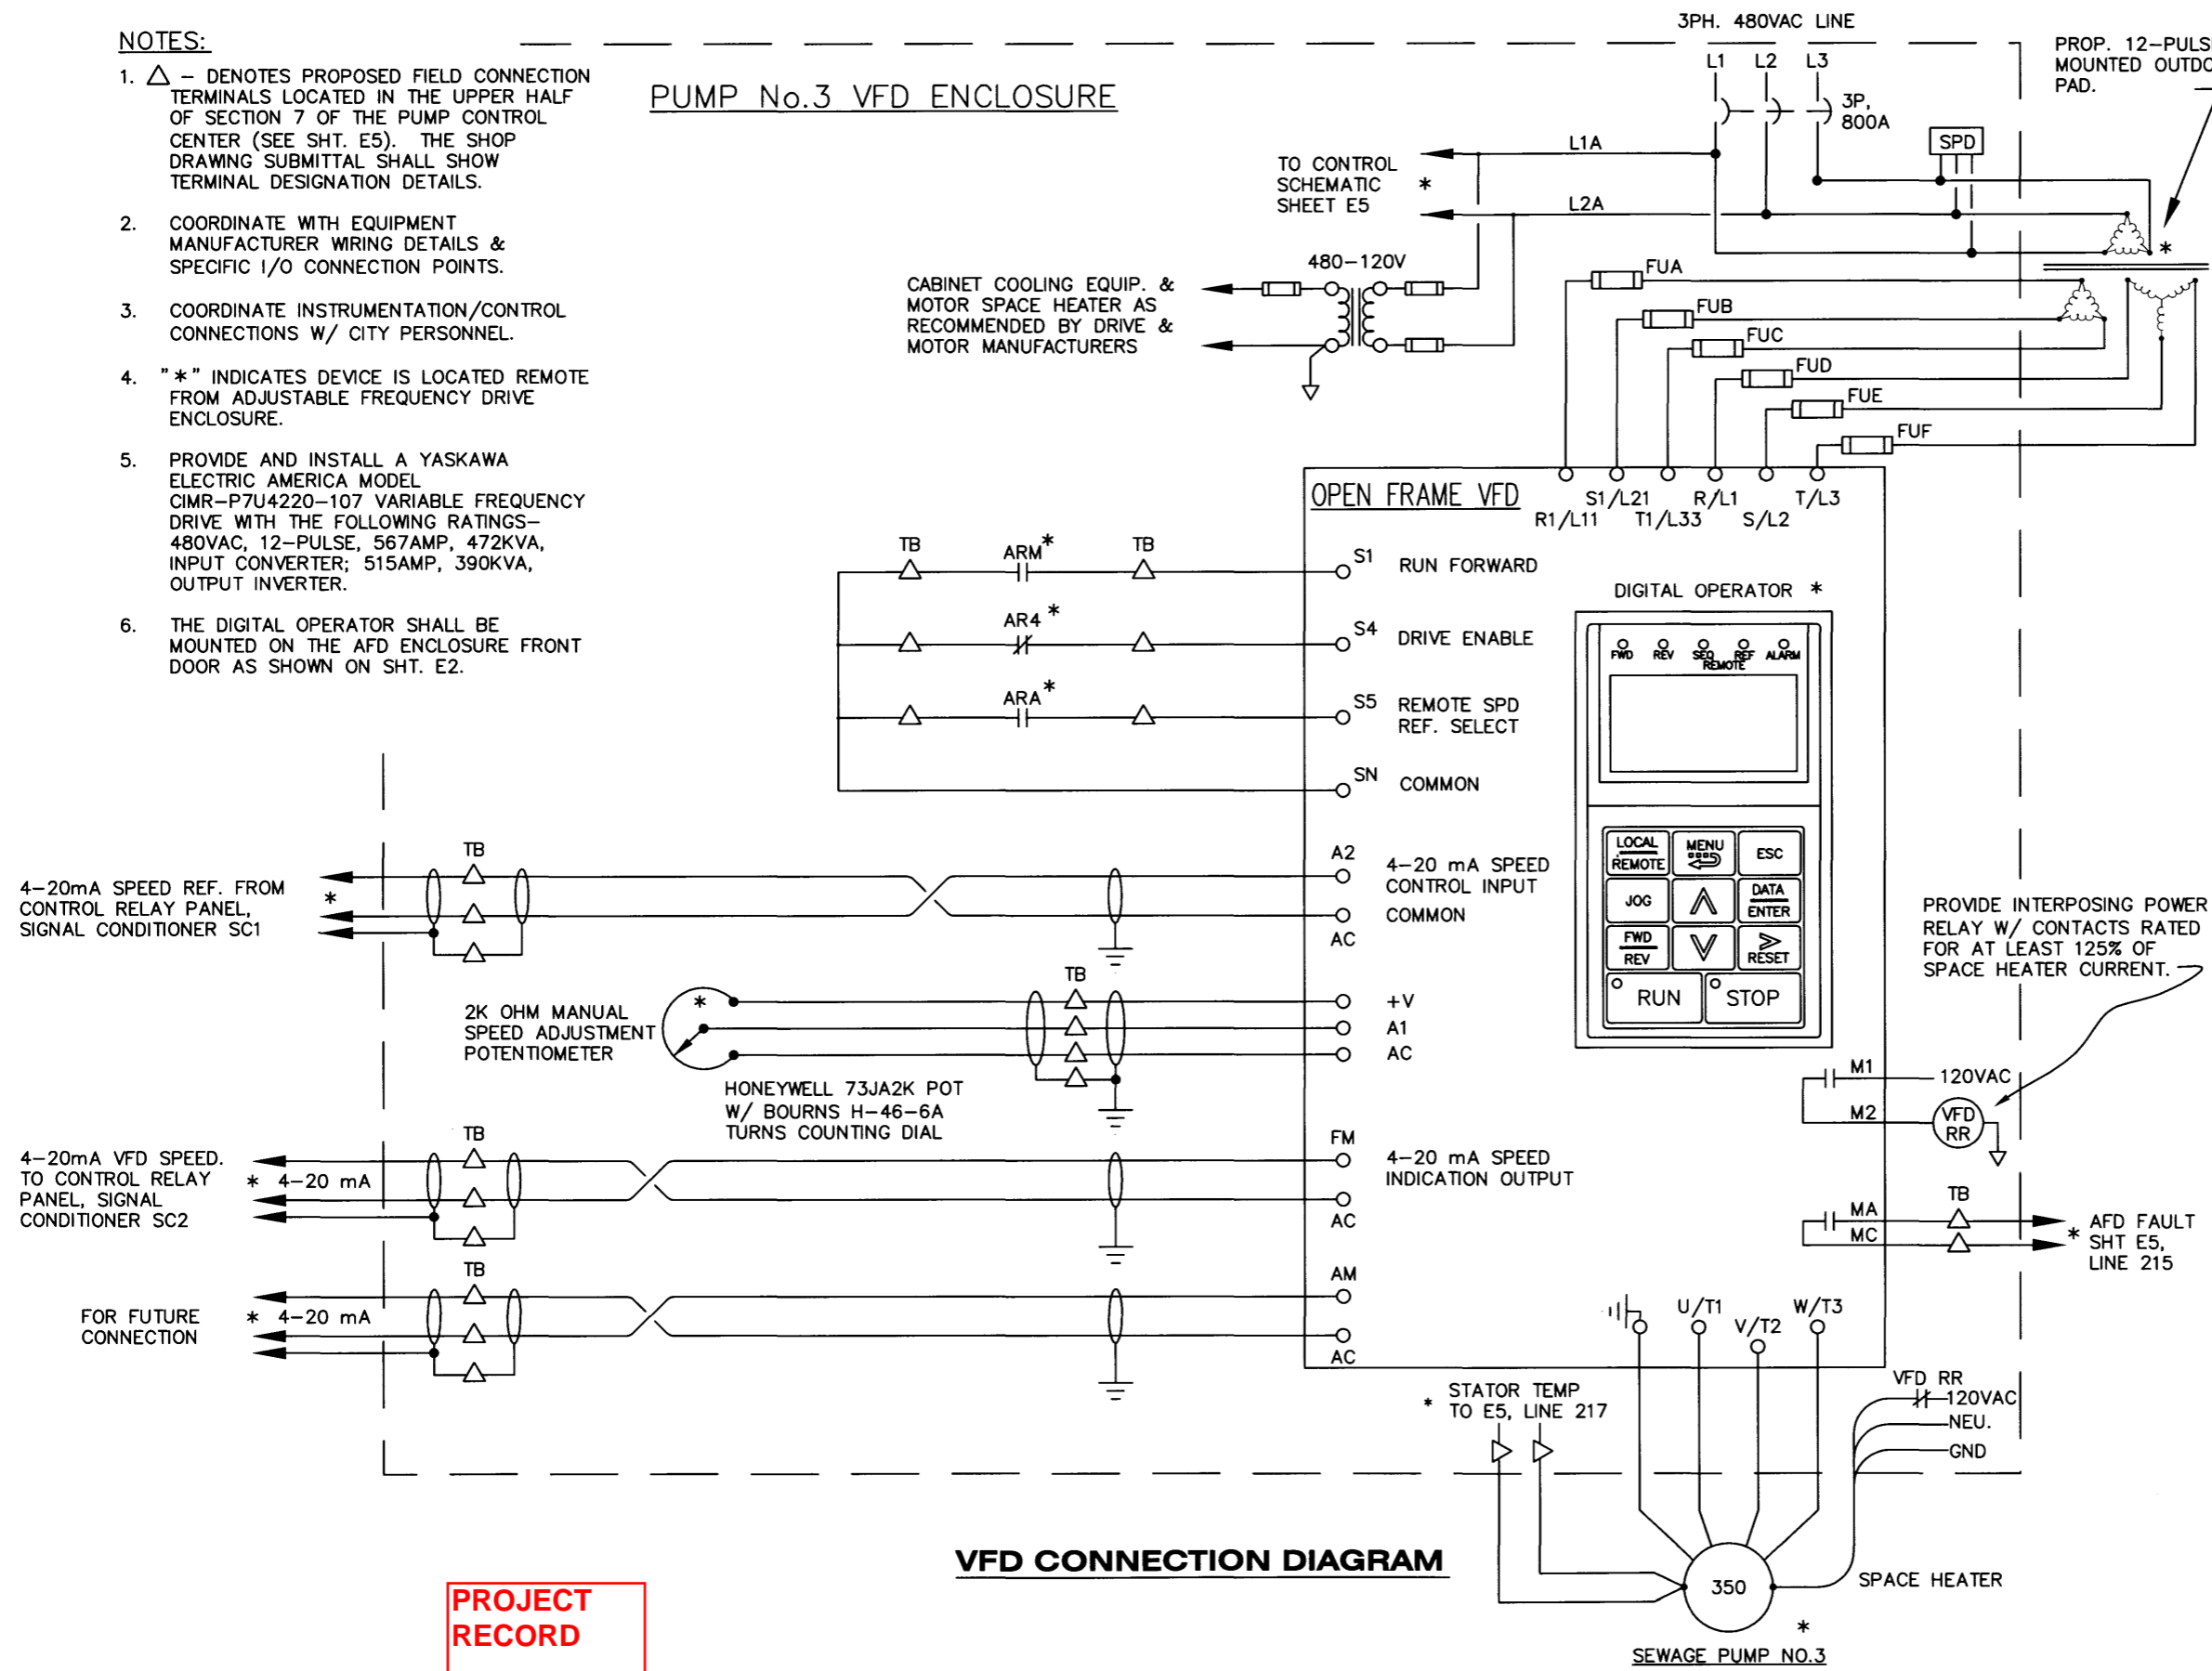 NOTES:
1. △ – DENOTES PROPOSED FIELD CONNECTION
TERMINALS LOCATED IN THE UPPER HALF
OF SECTION 7 OF THE PUMP CONTROL
CENTER (SEE SHT. E5). THE SHOP
DRAWING SUBMITTAL SHALL SHOW
TERMINAL DESIGNATION DETAILS.
2. COORDINATE WITH EQUIPMENT
MANUFACTURER WIRING DETAILS &
SPECIFIC I/O CONNECTION POINTS.
3. COORDINATE INSTRUMENTATION/CONTROL
CONNECTIONS W/ CITY PERSONNEL.
4. "*" INDICATES DEVICE IS LOCATED REMOTE
FROM ADJUSTABLE FREQUENCY DRIVE
ENCLOSURE.
5. PROVIDE AND INSTALL A YASKAWA
ELECTRIC AMERICA MODEL
CIMR-P7U4220-107 VARIABLE FREQUENCY
DRIVE WITH THE FOLLOWING RATINGS–
480VAC, 12-PULSE, 567AMP, 472KVA,
INPUT CONVERTER; 515AMP, 390KVA,
OUTPUT INVERTER.
6. THE DIGITAL OPERATOR SHALL BE
MOUNTED ON THE AFD ENCLOSURE FRONT
DOOR AS SHOWN ON SHT. E2.
PUMP No.3 VFD ENCLOSURE
3PH. 480VAC LINE
L1 L2 L3
3P,
800A
SPD
PROP. 12-PULS
MOUNTED OUTDO
PAD.
TO CONTROL
SCHEMATIC *
SHEET E5
L1A
L2A
*
480-120V
CABINET COOLING EQUIP. &
MOTOR SPACE HEATER AS
RECOMMENDED BY DRIVE &
MOTOR MANUFACTURERS
FUA
FUB
FUC
FUD
FUE
FUF
OPEN FRAME VFD
R1/L11
S1/L21
T1/L33
R/L1
S/L2
T/L3
TB ARM* TB
S1 RUN FORWARD
AR4*
S4 DRIVE ENABLE
ARA*
S5 REMOTE SPD
REF. SELECT
SN COMMON
DIGITAL OPERATOR *
FWD REV SEQ REF ALARM
REMOTE
LOCAL
REMOTE
MENU
ESC
JOG
DATA
ENTER
FWD
REV
RESET
RUN
STOP
4-20mA SPEED REF. FROM
CONTROL RELAY PANEL,
SIGNAL CONDITIONER SC1
*
TB
A2
4-20 mA SPEED
CONTROL INPUT
COMMON
AC
2K OHM MANUAL
SPEED ADJUSTMENT
POTENTIOMETER
*
TB
+V
A1
AC
HONEYWELL 73JA2K POT
W/ BOURNS H-46-6A
TURNS COUNTING DIAL
4-20mA VFD SPEED.
TO CONTROL RELAY
PANEL, SIGNAL
CONDITIONER SC2
* 4-20 mA
TB
FM
4-20 mA SPEED
INDICATION OUTPUT
AC
FOR FUTURE
CONNECTION
* 4-20 mA
TB
AM
AC
PROVIDE INTERPOSING POWER
RELAY W/ CONTACTS RATED
FOR AT LEAST 125% OF
SPACE HEATER CURRENT.
M1 120VAC
M2
VFD
RR
MA
MC
TB
* AFD FAULT
SHT E5,
LINE 215
U/T1
V/T2
W/T3
* STATOR TEMP
TO E5, LINE 217
VFD RR
120VAC
NEU.
GND
350
*
SPACE HEATER
SEWAGE PUMP NO.3
VFD CONNECTION DIAGRAM
PROJECT
RECORD